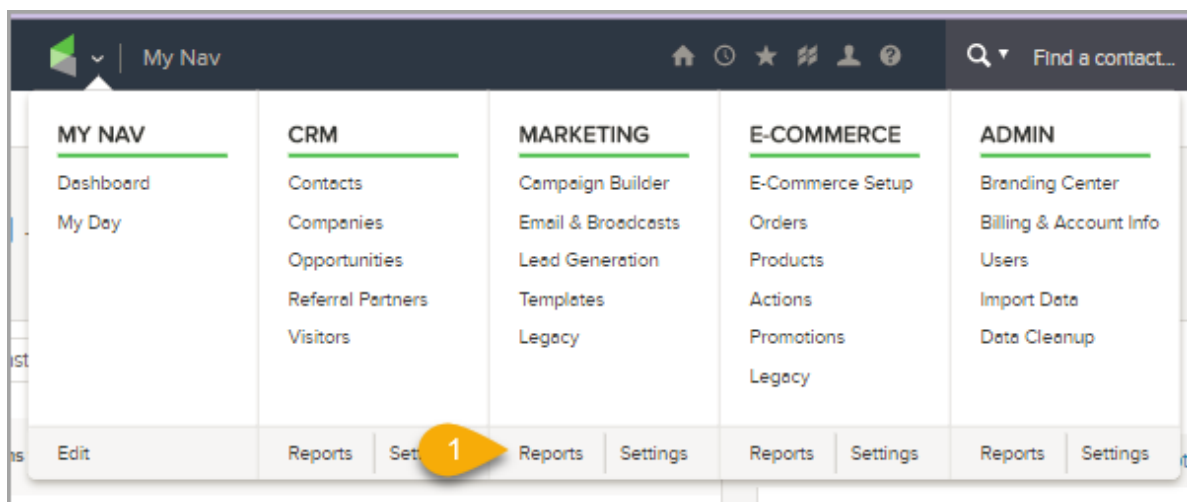 My Nav
Find a contact...
MY NAV
Dashboard
My Day
CRM
Contacts
Companies
Opportunities
Referral Partners
Visitors
MARKETING
Campaign Builder
Email & Broadcasts
Lead Generation
Templates
Legacy
E-COMMERCE
E-Commerce Setup
Orders
Products
Actions
Promotions
Legacy
ADMIN
Branding Center
Billing & Account Info
Users
Import Data
Data Cleanup
Edit
Reports
1
Reports Settings
Reports Settings
Reports Settings